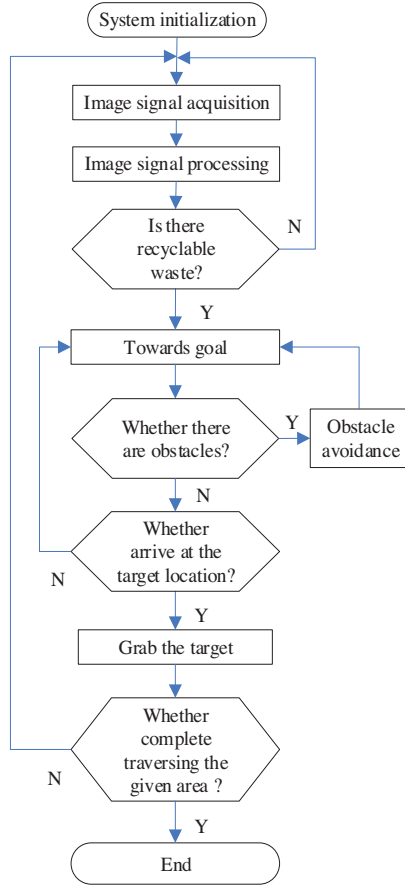 System initialization
Image signal acquisition
Image signal processing
Is there
recyclable
waste?
N
Y
Towards goal
Whether there
are obstacles?
Y
Obstacle
avoidance
N
Whether
arrive at the
target location?
N
Y
Grab the target
Whether
complete
traversing the
given area ?
N
Y
End